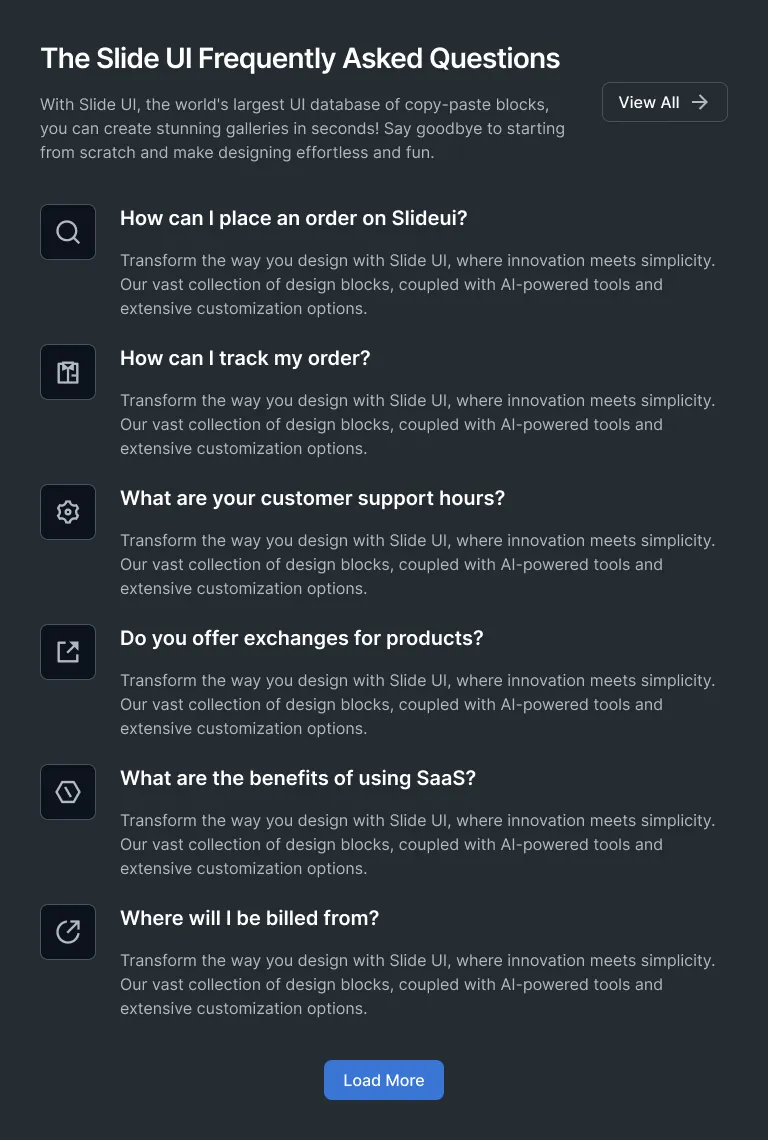 The Slide UI Frequently Asked Questions
With Slide UI, the world's largest UI database of copy-paste blocks,
you can create stunning galleries in seconds! Say goodbye to starting
from scratch and make designing effortless and fun.
View All
How can I place an order on Slideui?
Transform the way you design with Slide UI, where innovation meets simplicity.
Our vast collection of design blocks, coupled with AI-powered tools and
extensive customization options.
How can I track my order?
Transform the way you design with Slide UI, where innovation meets simplicity.
Our vast collection of design blocks, coupled with AI-powered tools and
extensive customization options.
What are your customer support hours?
Transform the way you design with Slide UI, where innovation meets simplicity.
Our vast collection of design blocks, coupled with AI-powered tools and
extensive customization options.
Do you offer exchanges for products?
Transform the way you design with Slide UI, where innovation meets simplicity.
Our vast collection of design blocks, coupled with AI-powered tools and
extensive customization options.
What are the benefits of using SaaS?
Transform the way you design with Slide UI, where innovation meets simplicity.
Our vast collection of design blocks, coupled with AI-powered tools and
extensive customization options.
Where will I be billed from?
Transform the way you design with Slide UI, where innovation meets simplicity.
Our vast collection of design blocks, coupled with AI-powered tools and
extensive customization options.
Load More